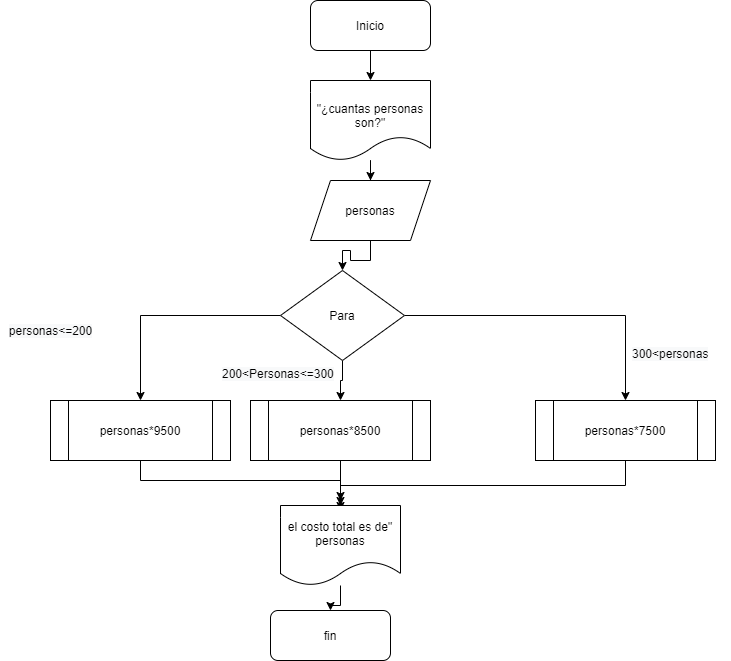 Inicio
"¿cuantas personas
son?"
personas
Para
personas<=200
300<personas
200<Personas<=300
personas*9500
personas*8500
personas*7500
el costo total es de"
personas
fin